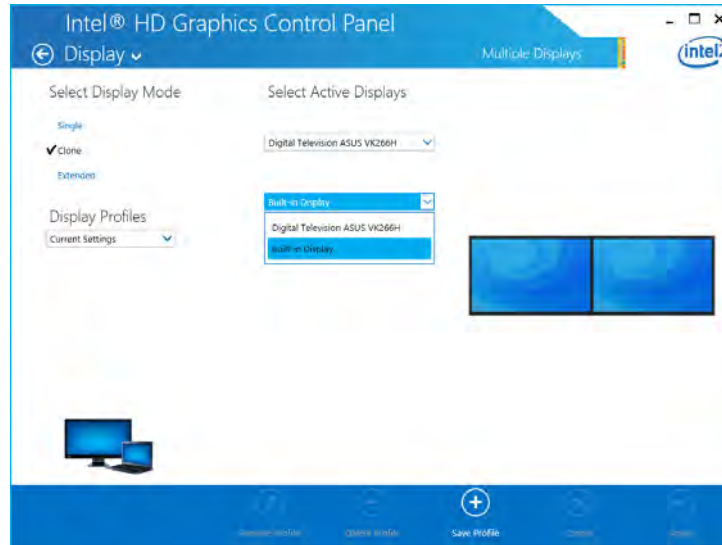 Intel® HD Graphics Control Panel
Display
Multiple Displays
intel
Select Display Mode
Select Active Displays
Single
Clone
Extended
Digital Television ASUS VK266H
Built-in Display
Digital Television ASUS VK266H
Built-in Display
Display Profiles
Current Settings
Save Profile